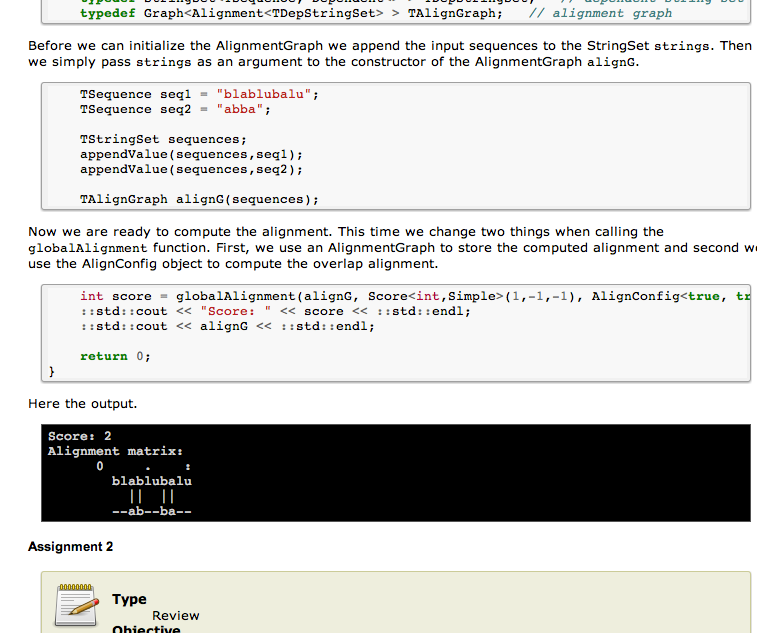 typedef Graph<Alignment<TDepStringSet> > TAlignGraph;   // alignment graph
Before we can initialize the AlignmentGraph we append the input sequences to the StringSet strings. Then
we simply pass strings as an argument to the constructor of the AlignmentGraph alignG.
TSequence seq1 = "blablubalu";
TSequence seq2 = "abba";
TStringSet sequences;
appendValue(sequences,seq1);
appendValue(sequences,seq2);
TAlignGraph alignG(sequences);
Now we are ready to compute the alignment. This time we change two things when calling the
globalAlignment function. First, we use an AlignmentGraph to store the computed alignment and second we
use the AlignConfig object to compute the overlap alignment.
int score = globalAlignment(alignG, Score<int,Simple>(1,-1,-1), AlignConfig<true, tr
::std::cout << "Score: " << score << ::std::endl;
::std::cout << alignG << ::std::endl;
return 0;
}
Here the output.
Score: 2
Alignment matrix:
      0     .    :
        blablubalu
          ||  ||
        --ab--ba--
Assignment 2
Type
Review
Objective